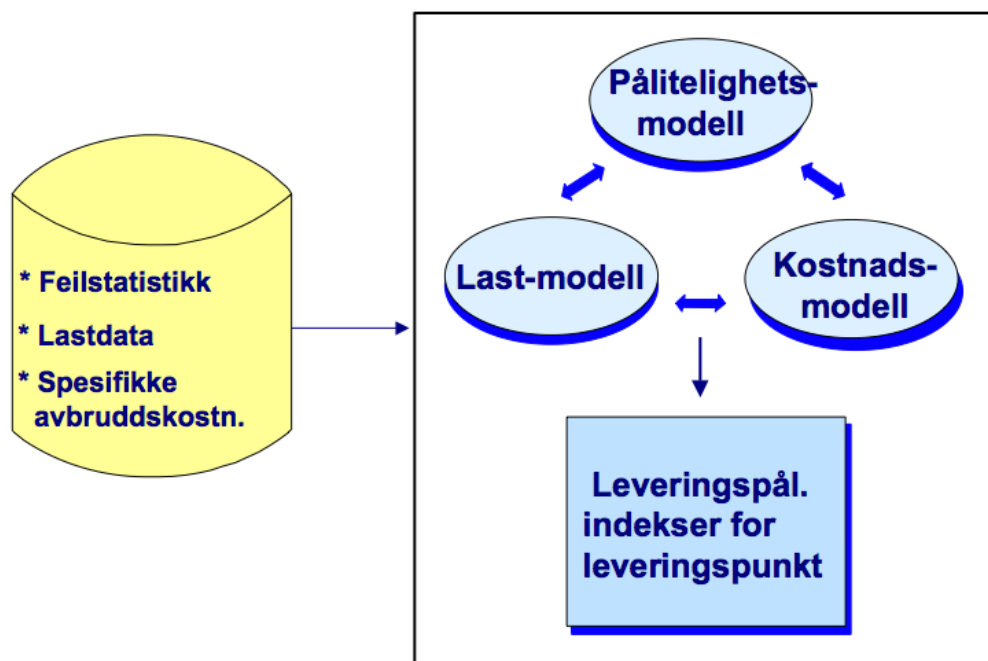 * Feilstatistikk
* Lastdata
* Spesifikke
avbruddskostn.
Pålitelighets-
modell
Last-modell
Kostnads-
modell
Leveringspål.
indekser for
leveringspunkt